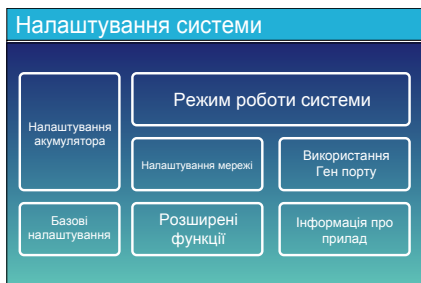 Налаштування системи
Режим роботи системи
Налаштування
акумулятора
Налаштування мережі
Використання
Ген порту
Базові
налаштування
Розширені
функції
Інформація про
прилад